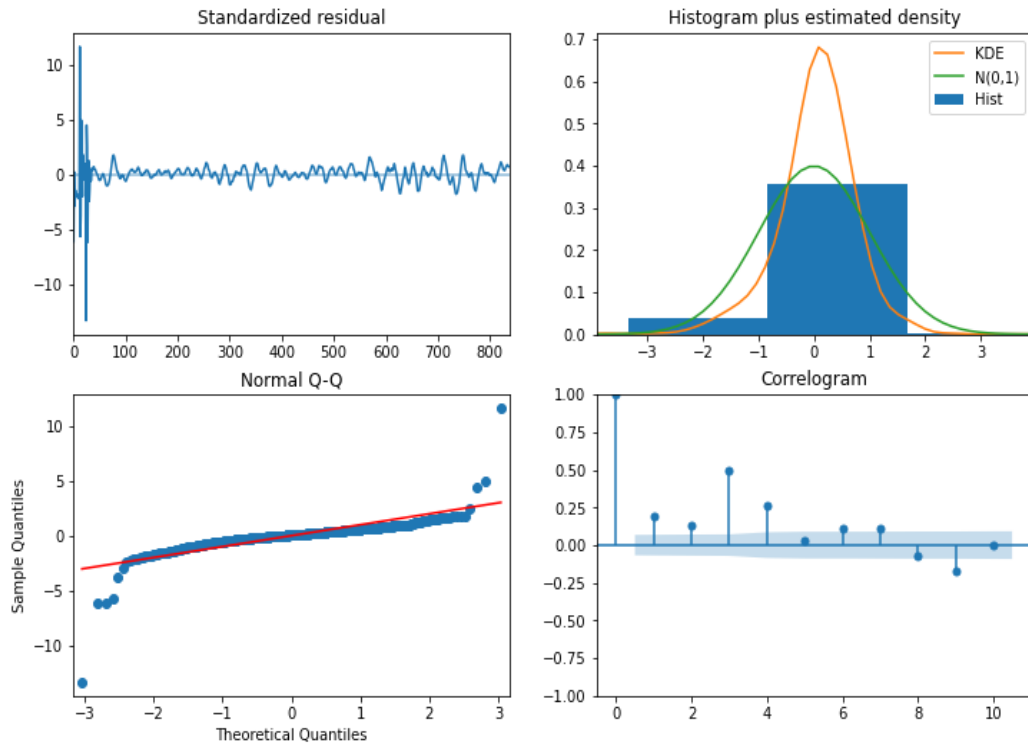 Standardized residual
10
5
0
−5
−10
0 100 200 300 400 500 600 700 800
Histogram plus estimated density
KDE
N(0,1)
Hist
0.7
0.6
0.5
0.4
0.3
0.2
0.1
0.0
−3 −2 −1 0 1 2 3
Normal Q-Q
Sample Quantiles
10
5
0
−5
−10
−3 −2 −1 0 1 2 3
Theoretical Quantiles
Correlogram
1.00
0.75
0.50
0.25
0.00
−0.25
−0.50
−0.75
−1.00
0 2 4 6 8 10